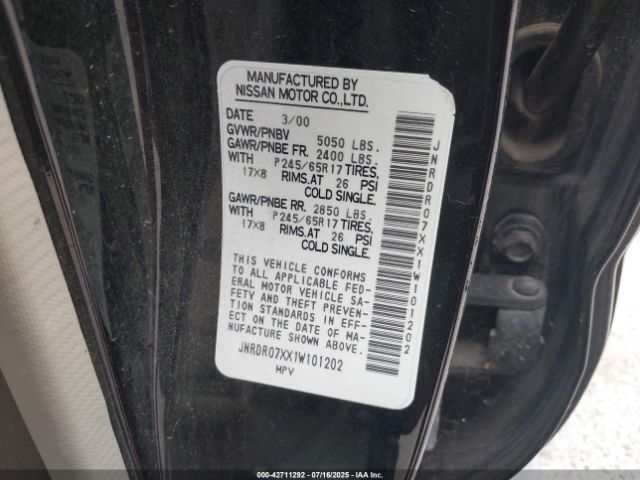 MANUFACTURED BY
NISSAN MOTOR CO.,LTD.
DATE 3/00
GVWR/PNBV 5050 LBS.
GAWR/PNBE FR. 2400 LBS.
WITH P245/65R17 TIRES,
17X8 RIMS.AT 26 PSI
COLD SINGLE.
GAWR/PNBE RR. 2850 LBS.
WITH P245/65R17 TIRES,
17X8 RIMS.AT 26 PSI
COLD SINGLE.
THIS VEHICLE CONFORMS
TO ALL APPLICABLE FED-
ERAL MOTOR VEHICLE SA-
FETV AND THEFT PREVEN-
TION STANDARDS IN EFF-
ECT ON THE DATE OF MA-
NUFACTURE SHOWN ABOVE.
JNRDR07XX1W101202
MPV
JNRDR07XX1W101202
000-42711292 07/16/2025 IAA Inc.